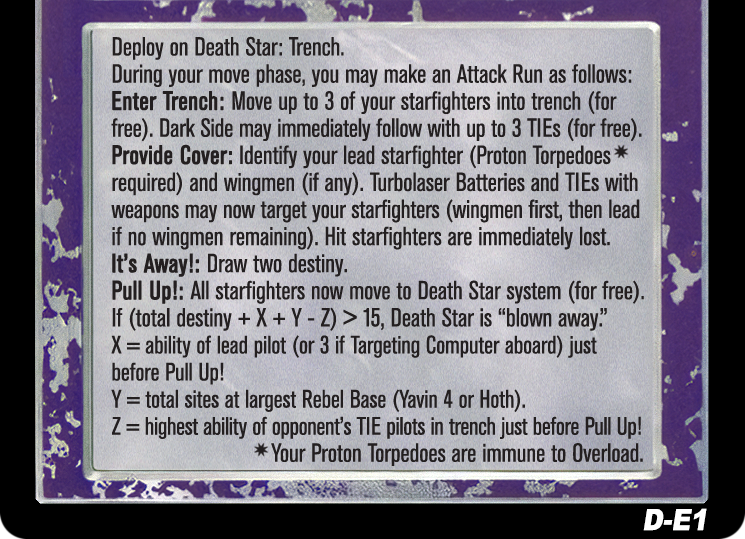 Deploy on Death Star: Trench.
During your move phase, you may make an Attack Run as follows:
Enter Trench: Move up to 3 of your starfighters into trench (for
free). Dark Side may immediately follow with up to 3 TIEs (for free).
Provide Cover: Identify your lead starfighter (Proton Torpedoes✷
required) and wingmen (if any). Turbolaser Batteries and TIEs with
weapons may now target your starfighters (wingmen first, then lead
if no wingmen remaining). Hit starfighters are immediately lost.
It's Away!: Draw two destiny.
Pull Up!: All starfighters now move to Death Star system (for free).
If (total destiny + X + Y - Z) > 15, Death Star is "blown away."
X = ability of lead pilot (or 3 if Targeting Computer aboard) just
before Pull Up!
Y = total sites at largest Rebel Base (Yavin 4 or Hoth).
Z = highest ability of opponent's TIE pilots in trench just before Pull Up!
✷Your Proton Torpedoes are immune to Overload.
D-E1